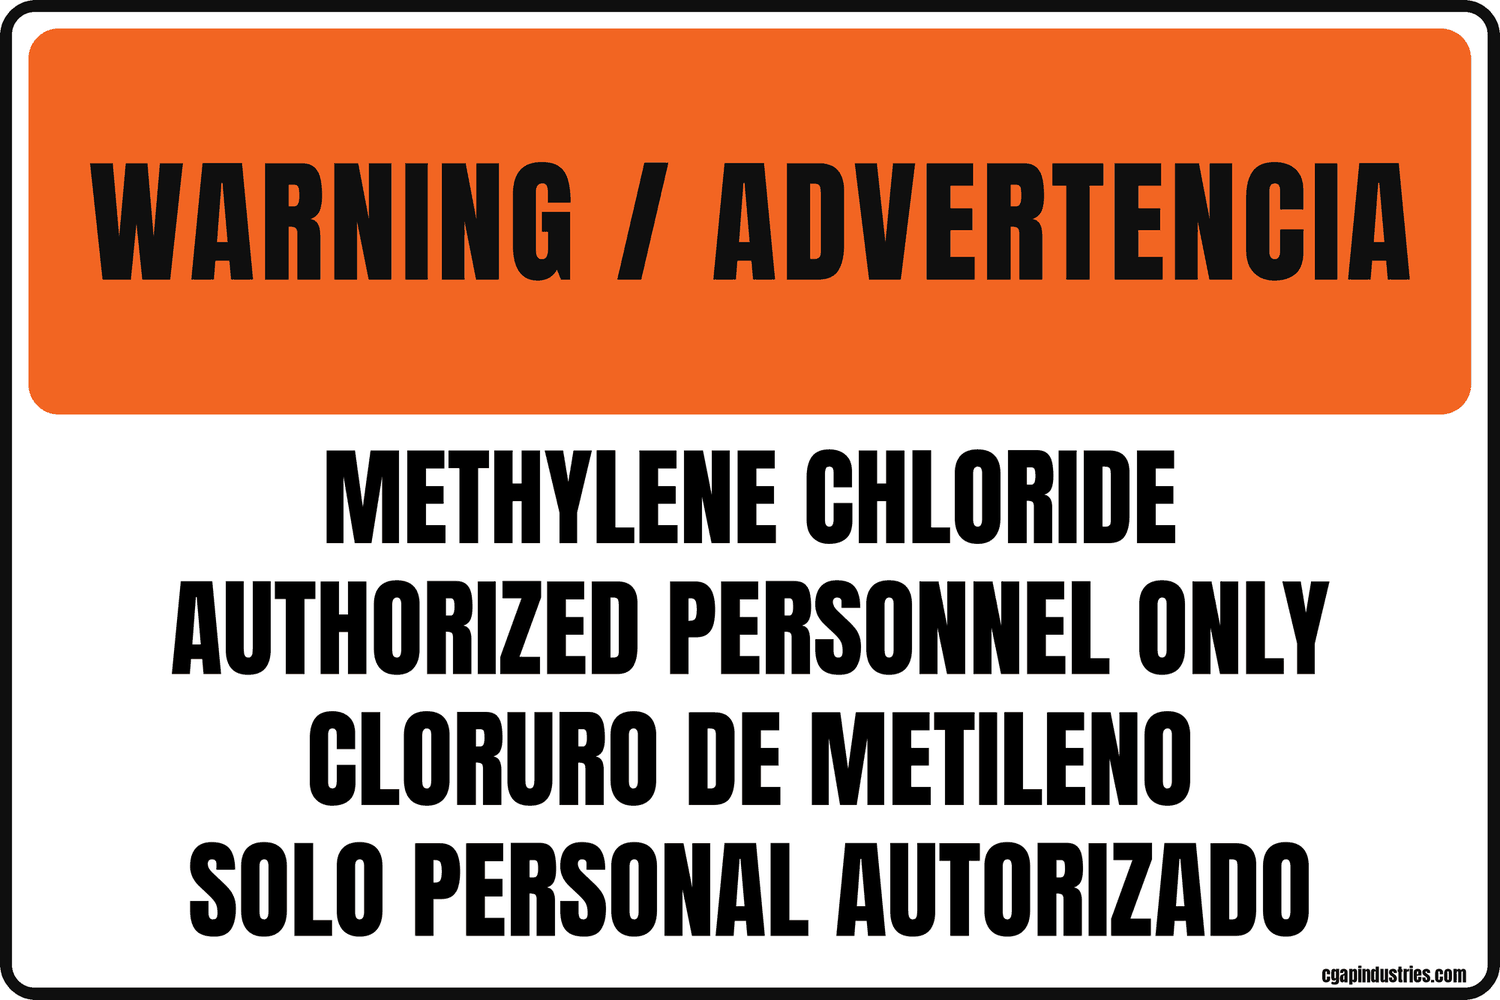 WARNING / ADVERTENCIA
METHYLENE CHLORIDE
AUTHORIZED PERSONNEL ONLY
CLORURO DE METILENO
SOLO PERSONAL AUTORIZADO
cgapindustries.com